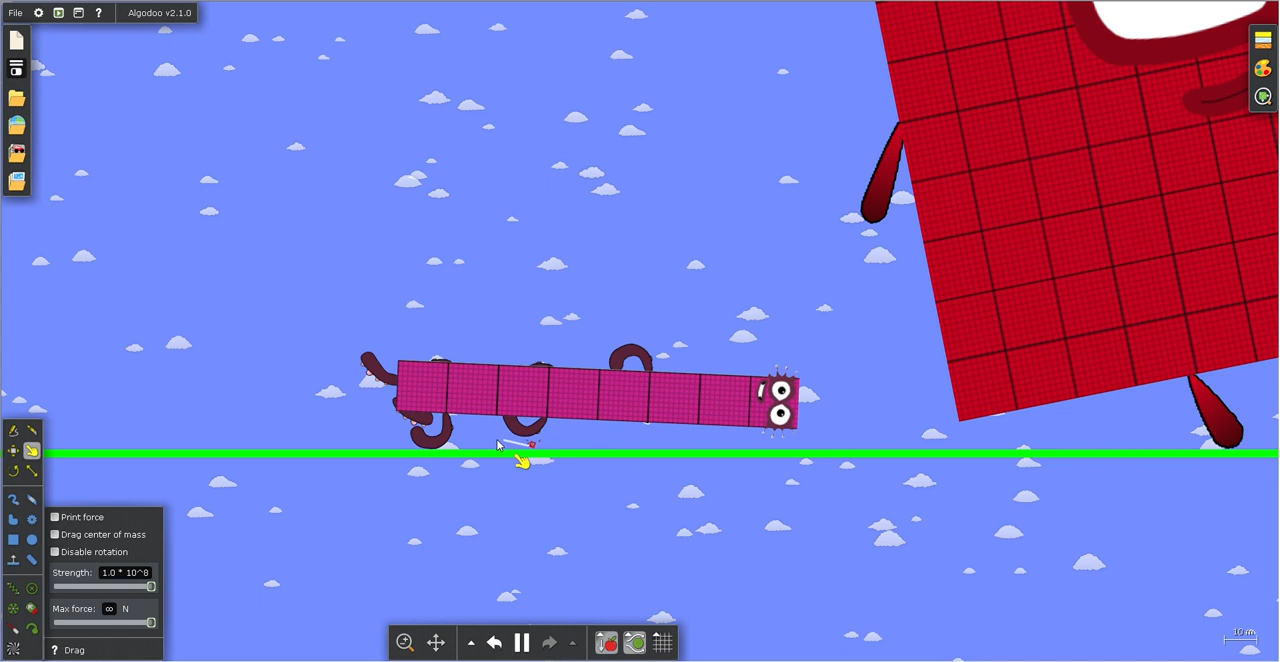 File ? Algodoo v2.1.0
Print force
Drag center of mass
Disable rotation
Strength: 1.0 * 10^8
Max force: ∞ N
? Drag
10 m